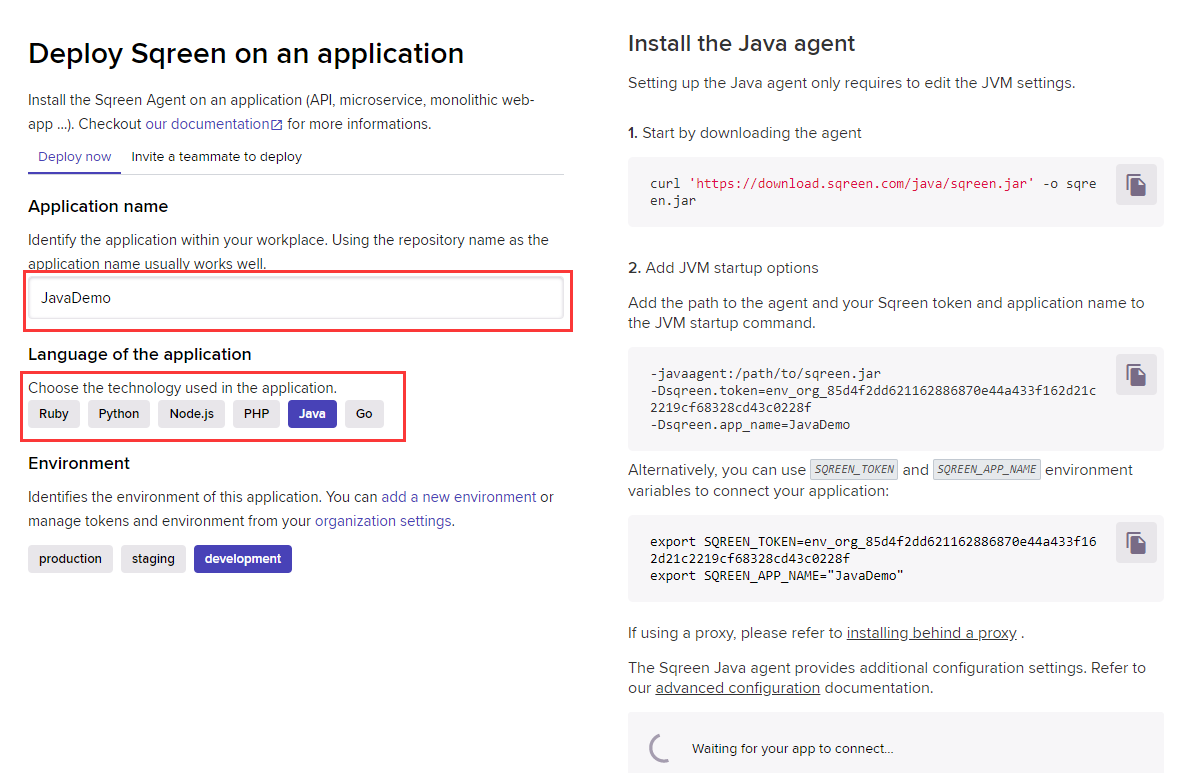 Deploy Sqreen on an application
Install the Sqreen Agent on an application (API, microservice, monolithic web-
app ...). Checkout our documentation for more informations.
Deploy now
Invite a teammate to deploy
Application name
Identify the application within your workplace. Using the repository name as the
application name usually works well.
JavaDemo
Language of the application
Choose the technology used in the application.
Ruby
Python
Node.js
PHP
Java
Go
Environment
Identifies the environment of this application. You can add a new environment or
manage tokens and environment from your organization settings.
production
staging
development
Install the Java agent
Setting up the Java agent only requires to edit the JVM settings.
1. Start by downloading the agent
curl 'https://download.sqreen.com/java/sqreen.jar' -o sqre
en.jar
2. Add JVM startup options
Add the path to the agent and your Sqreen token and application name to
the JVM startup command.
-javaagent:/path/to/sqreen.jar
-Dsqreen.token=env_org_85d4f2dd621162886870e44a433f162d21c
2219cf68328cd43c0228f
-Dsqreen.app_name=JavaDemo
Alternatively, you can use SQREEN_TOKEN and SQREEN_APP_NAME environment
variables to connect your application:
export SQREEN_TOKEN=env_org_85d4f2dd621162886870e44a433f16
2d21c2219cf68328cd43c0228f
export SQREEN_APP_NAME="JavaDemo"
If using a proxy, please refer to installing behind a proxy .
The Sqreen Java agent provides additional configuration settings. Refer to
our advanced configuration documentation.
Waiting for your app to connect...